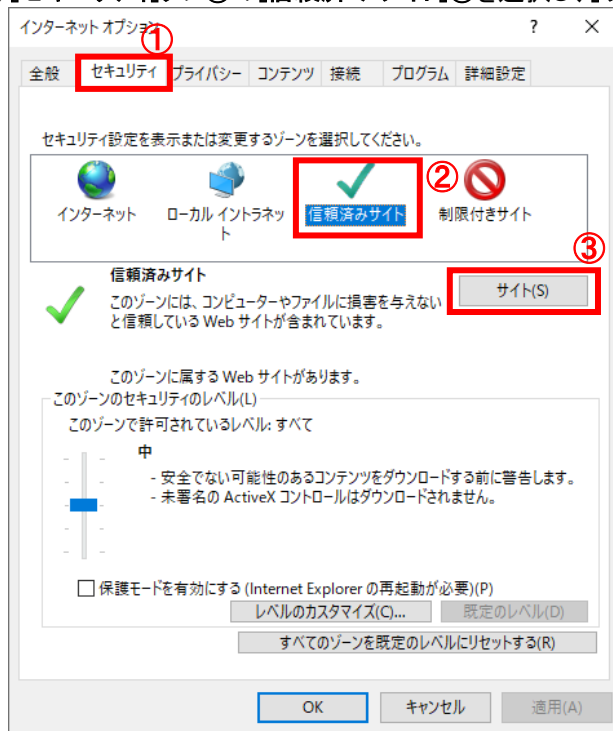 インターネット オプション
?
×
①
全般 セキュリティ プライバシー コンテンツ 接続 プログラム 詳細設定
セキュリティ設定を表示または変更するゾーンを選択してください。
②
インターネット ローカル イントラネット 信頼済みサイト 制限付きサイト
③
信頼済みサイト
サイト(S)
このゾーンには、コンピューターやファイルに損害を与えない
と信頼している Web サイトが含まれています。
このゾーンに属する Web サイトがあります。
このゾーンのセキュリティのレベル(L)
このゾーンで許可されているレベル: すべて
中
- 安全でない可能性のあるコンテンツをダウンロードする前に警告します。
- 未署名の ActiveX コントロールはダウンロードされません。
保護モードを有効にする (Internet Explorer の再起動が必要)(P)
レベルのカスタマイズ(C)... 既定のレベル(D)
すべてのゾーンを既定のレベルにリセットする(R)
OK キャンセル 適用(A)